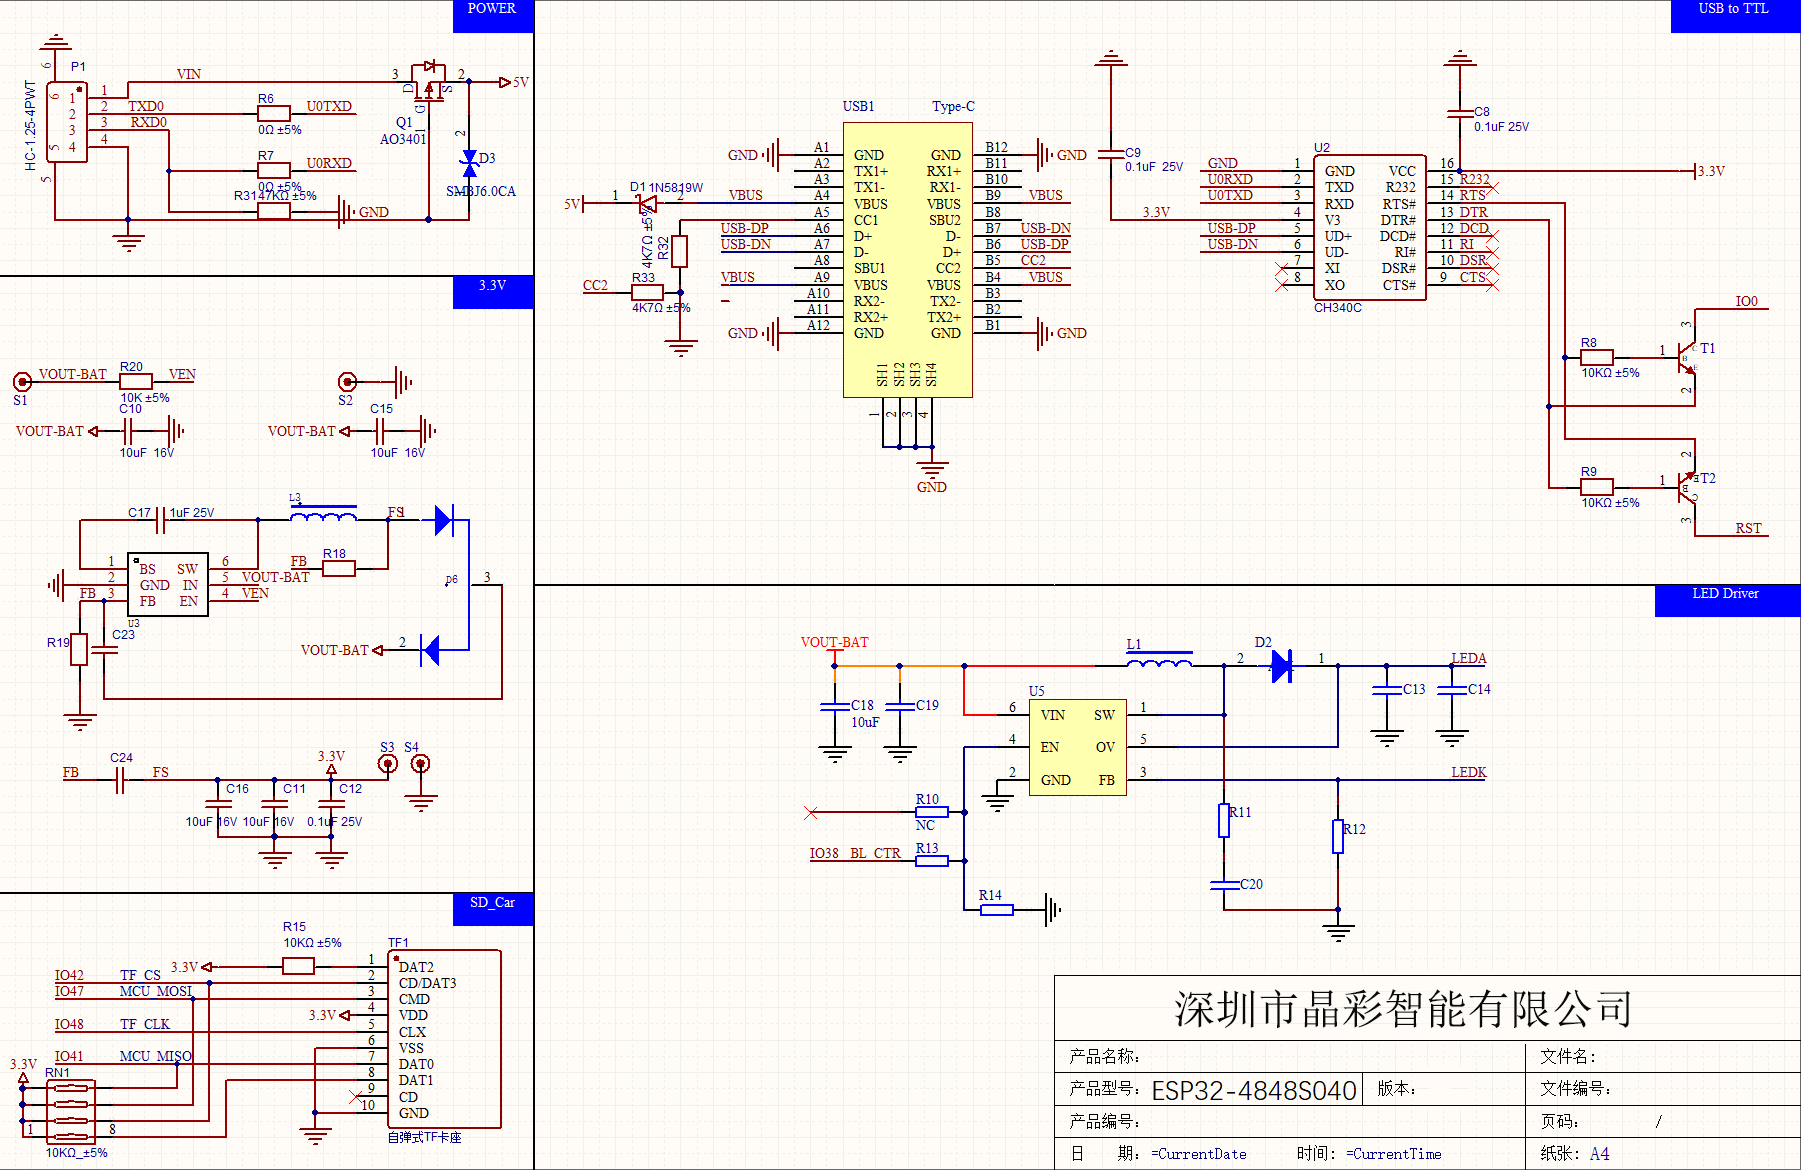 POWER
USB to TTL
P1
HC-1.25-4PWT
6
6
1
2
3
4
5
5
1
2
3
4
VIN
TXD0
RXD0
R6
0Ω ±5%
U0TXD
R7
0Ω ±5%
U0RXD
R31 47KΩ ±5%
GND
3
2
D
S
G
1
Q1
AO3401
5V
2
D3
SMBJ6.0CA
3.3V
S1
VOUT-BAT
R20
10K ±5%
VEN
S2
VOUT-BAT
C10
10uF 16V
VOUT-BAT
C15
10uF 16V
C17
1uF 25V
L3
FS
1
FB
R18
1
2
3
BS
GND
FB
SW
IN
EN
6
5
4
VOUT-BAT
VEN
FB
U3
R19
C23
D6
3
VOUT-BAT
2
FB
C24
FS
3.3V
S3
S4
C16
10uF 16V
C11
10uF 16V
C12
0.1uF 25V
SD_Car
R15
10KΩ ±5%
3.3V
TF1
IO42
TF_CS
IO47
MCU_MOSI
3.3V
IO48
TF_CLK
IO41
MCU_MISO
1
2
3
4
5
6
7
8
9
10
DAT2
CD/DAT3
CMD
VDD
CLX
VSS
DAT0
DAT1
CD
GND
自弹式TF卡座
3.3V
RN1
1
8
10KΩ_±5%
USB1
Type-C
GND
A1
A2
A3
A4
A5
A6
A7
A8
A9
A10
A11
A12
GND
TX1+
TX1-
VBUS
CC1
D+
D-
SBU1
VBUS
RX2-
RX2+
GND
GND
RX1+
RX1-
VBUS
SBU2
D-
D+
CC2
VBUS
TX2-
TX2+
GND
B12
B11
B10
B9
B8
B7
B6
B5
B4
B3
B2
B1
GND
VBUS
USB-DN
USB-DP
CC2
VBUS
GND
5V
1
D1 1N5819W
2
VBUS
USB-DP
USB-DN
VBUS
GND
R32
4K7Ω ±5%
CC2
R33
4K7Ω ±5%
SH1
SH2
SH3
SH4
1
2
3
4
GND
C9
0.1uF 25V
C8
0.1uF 25V
U2
GND
U0RXD
U0TXD
3.3V
USB-DP
USB-DN
1
2
3
4
5
6
7
8
GND
TXD
RXD
V3
UD+
UD-
XI
XO
VCC
R232
RTS#
DTR#
DCD#
RI#
DSR#
CTS#
16
15
14
13
12
11
10
9
R232
RTS
DTR
DCD
RI
DSR
CTS
3.3V
CH340C
IO0
R8
10KΩ ±5%
1
3
2
B
C
E
T1
R9
10KΩ ±5%
1
2
3
B
E
C
T2
RST
LED Driver
VOUT-BAT
C18
10uF
C19
L1
D2
2
1
LEDA
C13
C14
U5
6
4
2
VIN
EN
GND
SW
OV
FB
1
5
3
LEDK
R10
NC
IO38
BL_CTR
R13
R14
R11
C20
R12
深圳市晶彩智能有限公司
产品名称:
文件名:
产品型号: ESP32-4848S040
版本:
文件编号:
产品编号:
页码: /
日 期: =CurrentDate
时间: =CurrentTime
纸张: A4